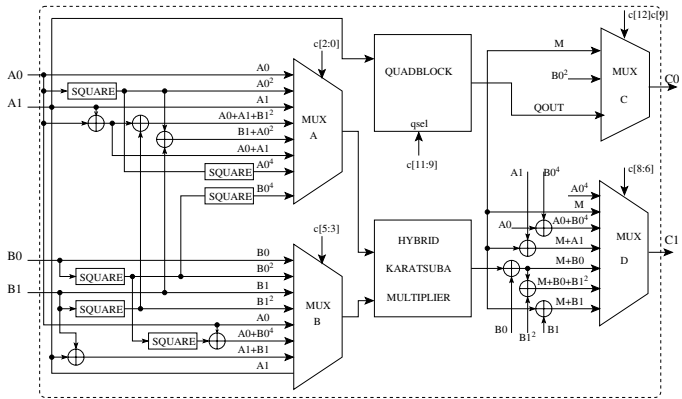 c[12]c[9]
c[2:0]
A0
A0
SQUARE
A0²
A1
A1
MUX
A
A0+A1+B1²
B1+A0²
A0+A1
A0⁴
SQUARE
B0⁴
SQUARE
QUADBLOCK
qsel
c[11:9]
M
B0²
QOUT
MUX
C
C0
c[8:6]
A1
B0⁴
A0⁴
M
A0
A0+B0⁴
M+A1
M+B0
M+B0+B1²
M+B1
MUX
D
C1
B0
B1²
B1
c[5:3]
B0
B0
SQUARE
B0²
B1
B1
SQUARE
B1²
A0
SQUARE
A0+B0⁴
A1+B1
A1
MUX
B
HYBRID
KARATSUBA
MULTIPLIER